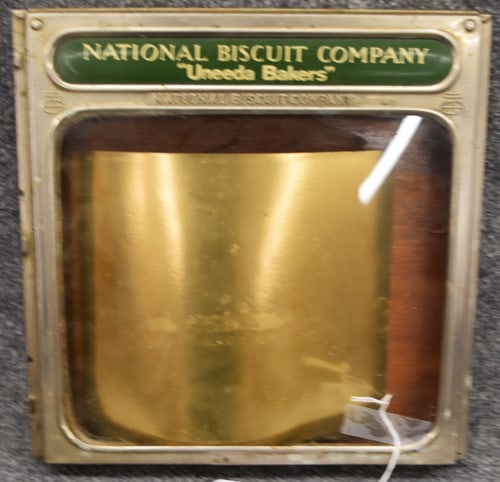 NATIONAL BISCUIT COMPANY
"Uneeda Bakers"
NATIONAL BISCUIT COMPANY